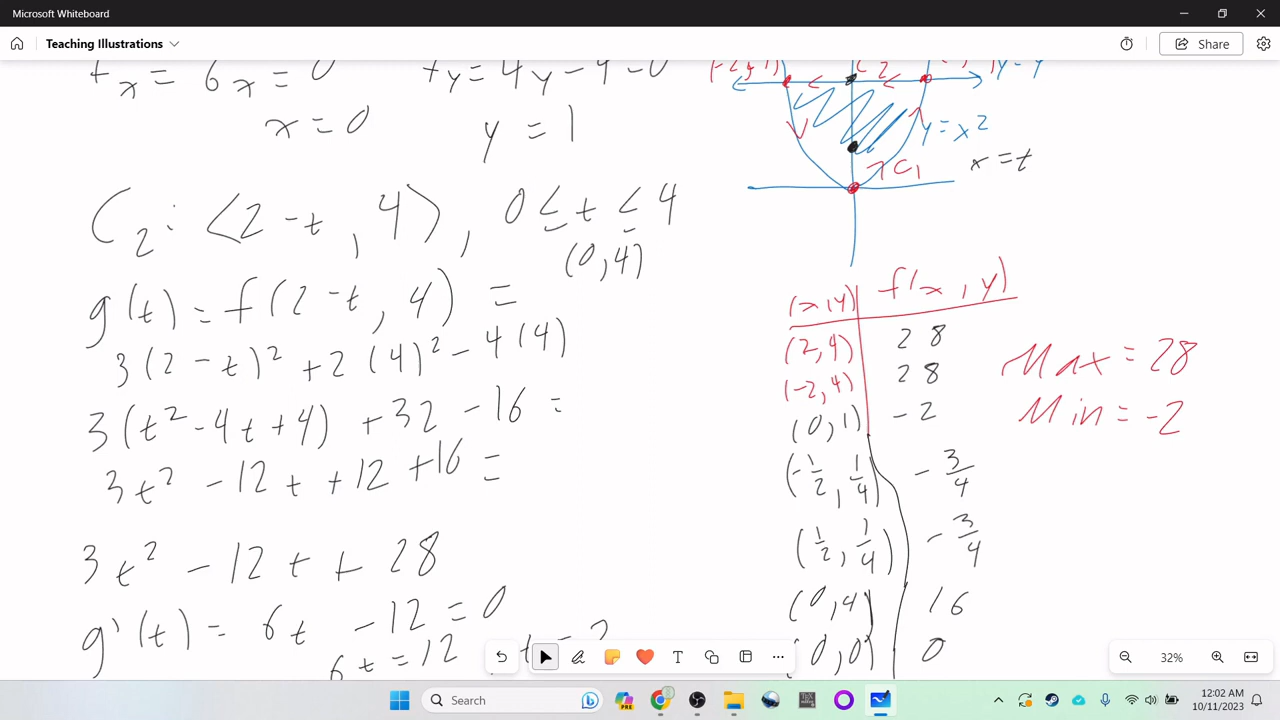 Microsoft Whiteboard
Teaching Illustrations
Share
f_x = 6x = 0
f_y = 4y - 4 = 0
x = 0
y = 1
C_2: <2 - t, 4>, 0 ≤ t ≤ 4
(0,4)
g(t) = f(2 - t, 4) =
3(2 - t)^2 + 2(4)^2 - 4(4)
3(t^2 - 4t + 4) + 32 - 16 =
3t^2 - 12t + 12 + 16 =
3t^2 - 12t + 28
g'(t) = 6t - 12 = 0
6t = 12
y = x^2
C_1
x = t
(x,y) f(x,y)
(2,4) 28
(-2,4) 28
(0,1) -2
(-1/2, 1/4) -3/4
(1/2, 1/4) -3/4
(0,4) 16
(0,0) 0
Max = 28
Min = -2
32%
Search
PRE
12:02 AM
10/11/2023